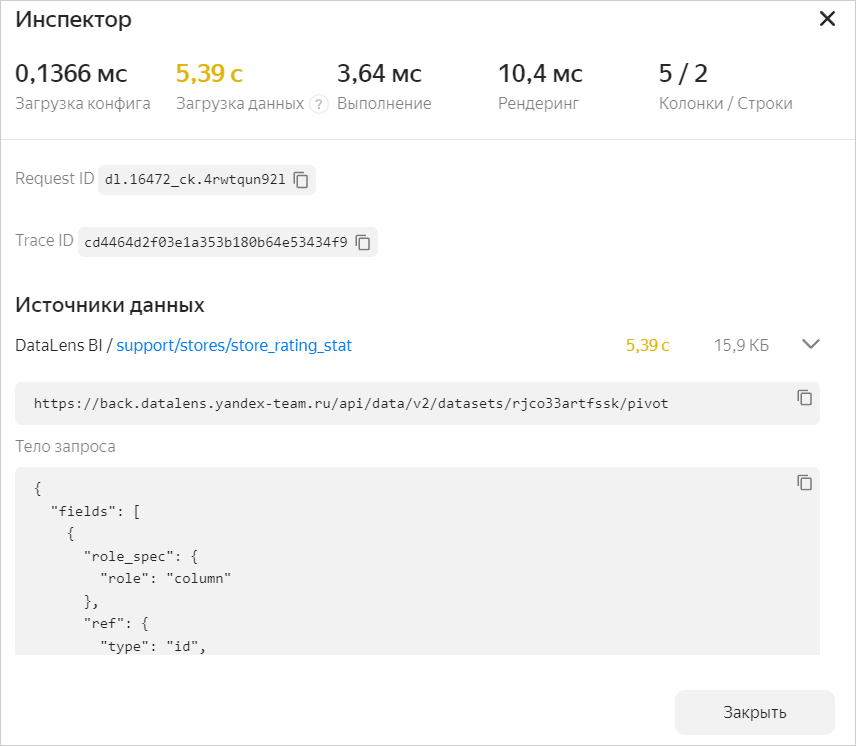 Инспектор
0,1366 мс 5,39 с 3,64 мс 10,4 мс 5 / 2
Загрузка конфига Загрузка данных ? Выполнение Рендеринг Колонки / Строки
Request ID dl.16472_ck.4rwtqun92l
Trace ID cd4464d2f03e1a353b180b64e53434f9
Источники данных
DataLens BI / support/stores/store_rating_stat 5,39 с 15,9 КБ
https://back.datalens.yandex-team.ru/api/data/v2/datasets/rjco33artfssk/pivot
Тело запроса
{
"fields": [
{
"role_spec": {
"role": "column"
},
"ref": {
"type": "id",
Закрыть